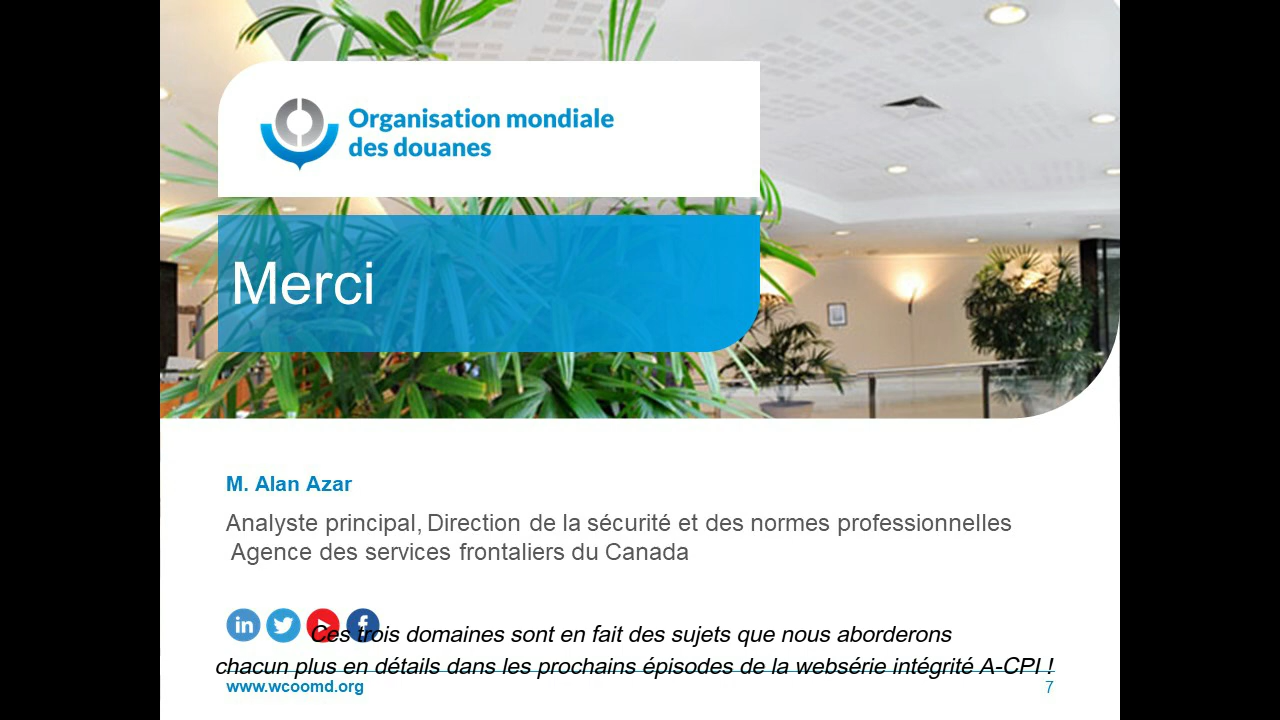 Organisation mondiale
des douanes
Merci
M. Alan Azar
Analyste principal, Direction de la sécurité et des normes professionnelles
Agence des services frontaliers du Canada
in
f
Ces trois domaines sont en fait des sujets que nous aborderons
chacun plus en détails dans les prochains épisodes de la websérie intégrité A-CPI !
www.wcoomd.org
7